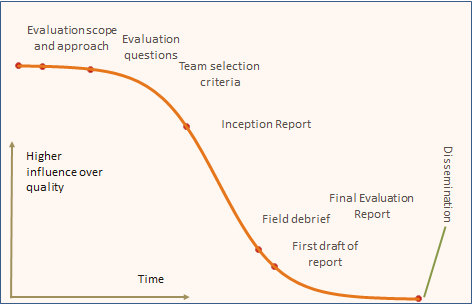 Evaluation scope
and approach
Evaluation
questions
Team selection
criteria
Inception Report
Higher
influence over
quality
Dissemination
Final Evaluation
Report
Field debrief
First draft of
report
Time